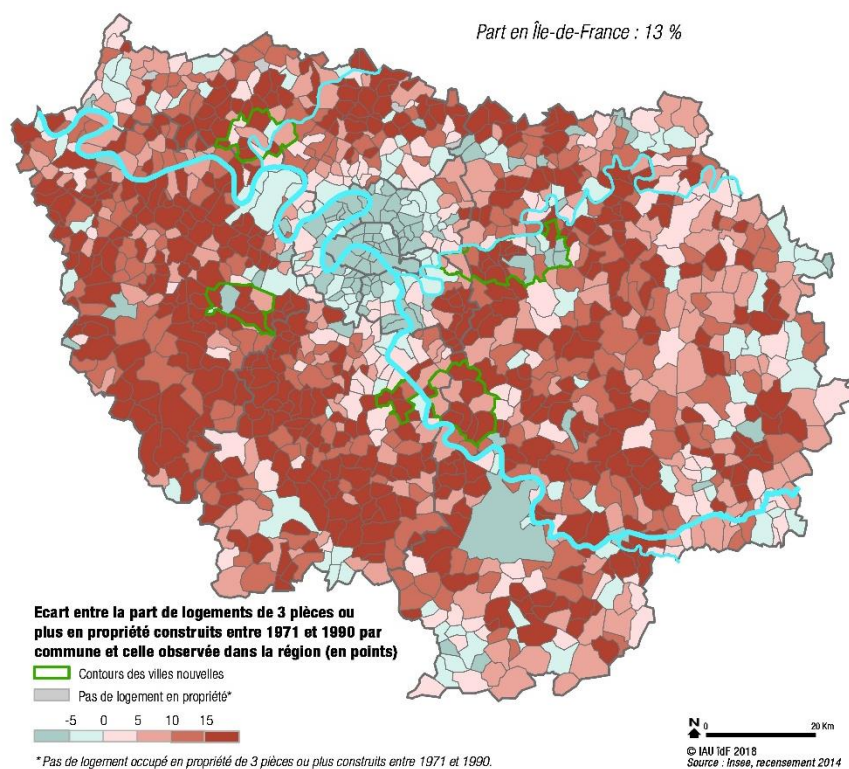 Part en Île-de-France : 13 %
Ecart entre la part de logements de 3 pièces ou
plus en propriété construits entre 1971 et 1990 par
commune et celle observée dans la région (en points)
Contours des villes nouvelles
Pas de logement en propriété*
-5 0 5 10 15
* Pas de logement occupé en propriété de 3 pièces ou plus construits entre 1971 et 1990.
N 0 20 Km
© IAU îdF 2018
Source : Insee, recensement 2014